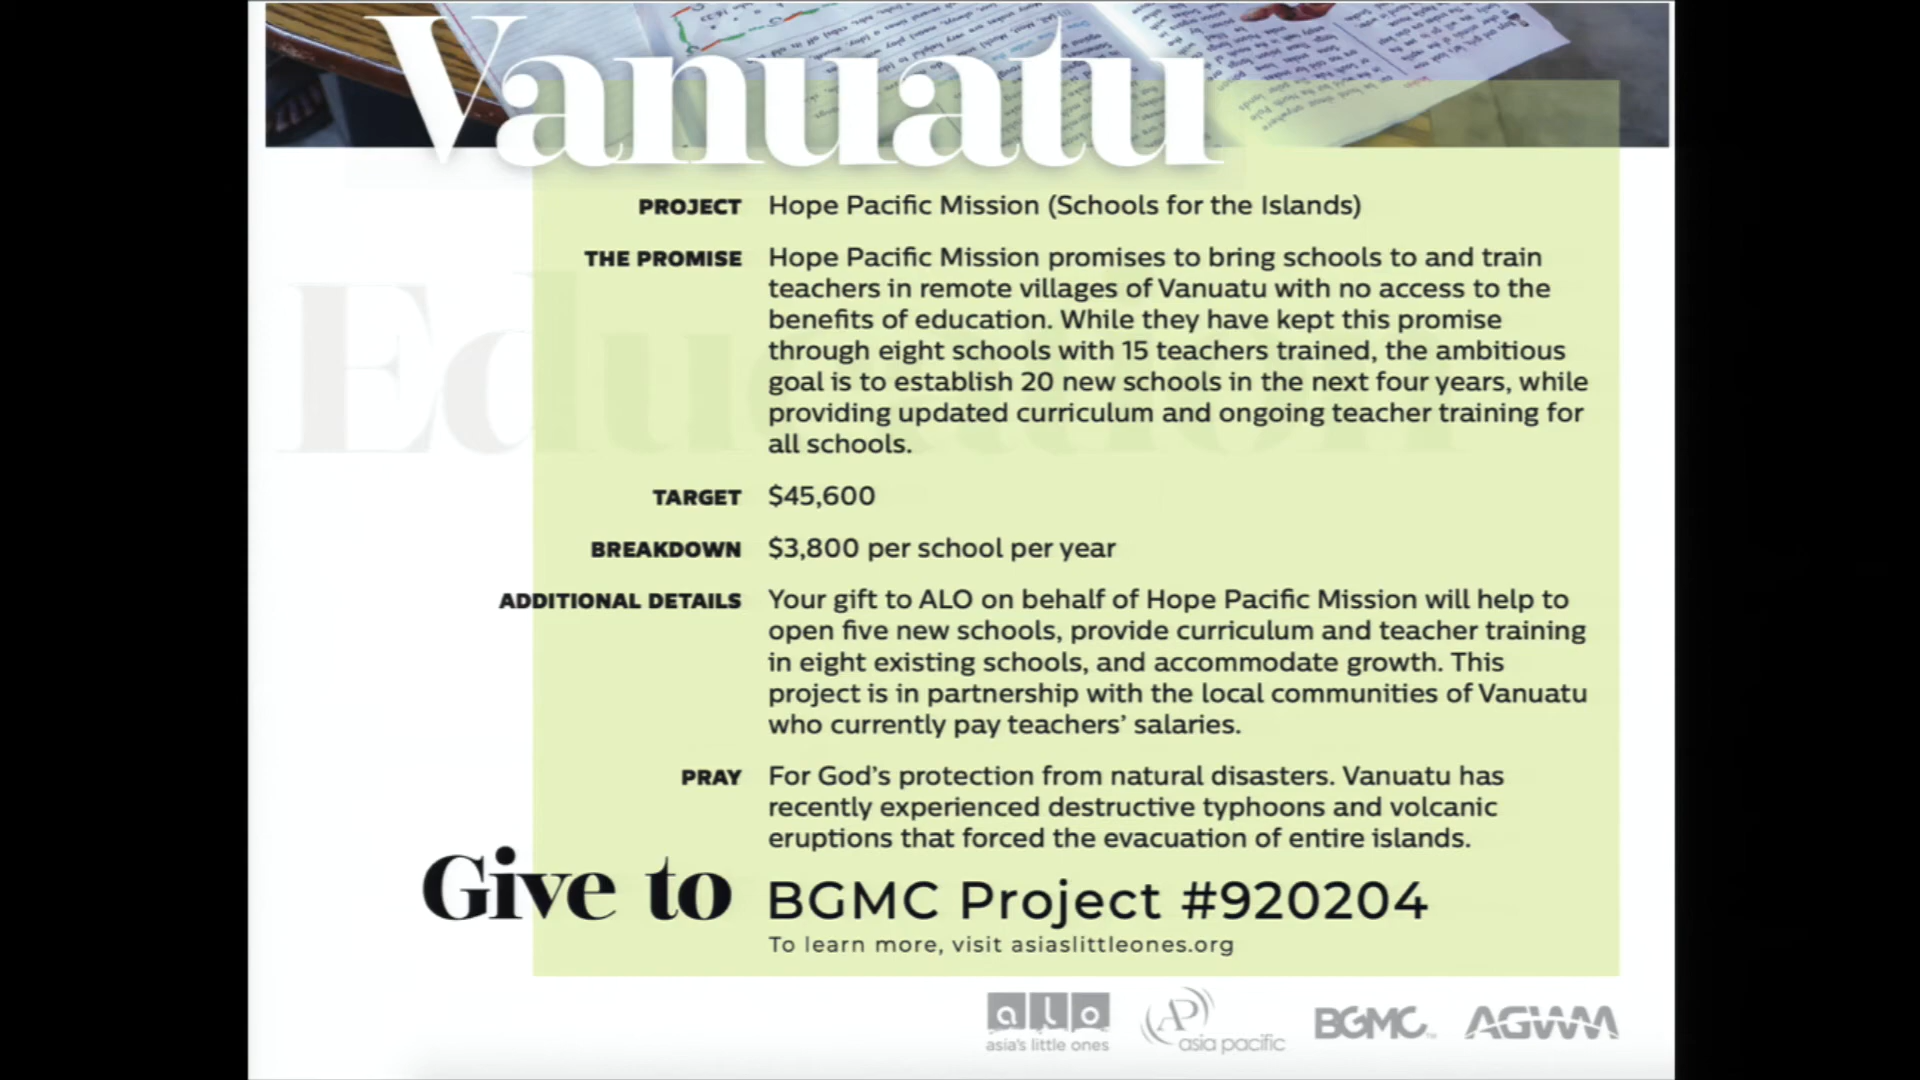 Vanuatu
PROJECT Hope Pacific Mission (Schools for the Islands)
THE PROMISE Hope Pacific Mission promises to bring schools to and train
teachers in remote villages of Vanuatu with no access to the
benefits of education. While they have kept this promise
through eight schools with 15 teachers trained, the ambitious
goal is to establish 20 new schools in the next four years, while
providing updated curriculum and ongoing teacher training for
all schools.
Education
TARGET $45,600
BREAKDOWN $3,800 per school per year
ADDITIONAL DETAILS Your gift to ALO on behalf of Hope Pacific Mission will help to
open five new schools, provide curriculum and teacher training
in eight existing schools, and accommodate growth. This
project is in partnership with the local communities of Vanuatu
who currently pay teachers’ salaries.
PRAY For God’s protection from natural disasters. Vanuatu has
recently experienced destructive typhoons and volcanic
eruptions that forced the evacuation of entire islands.
Give to BGMC Project #920204
To learn more, visit asiaslittleones.org
alo
asia's little ones
AP
asia pacific
BGMC
AGWM